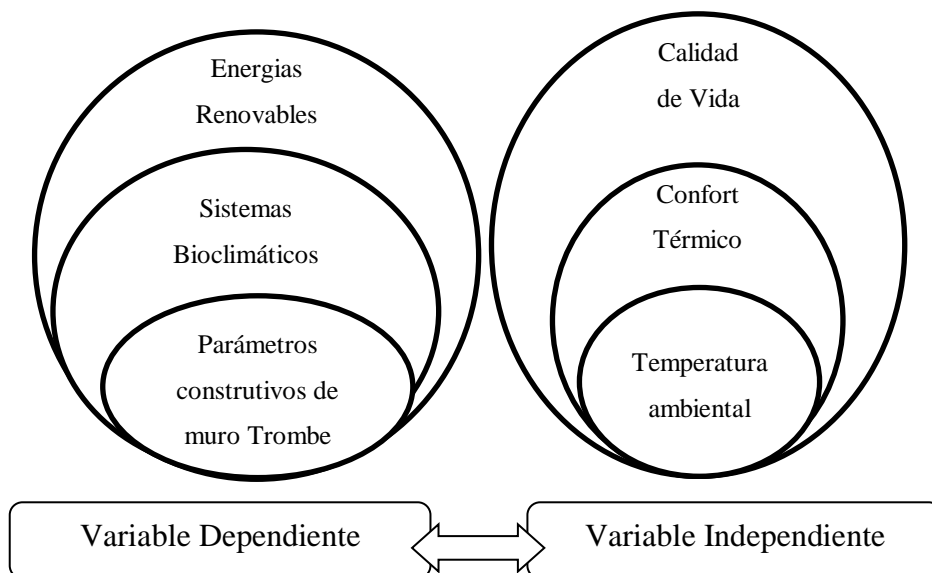 Energias
Renovables
Sistemas
Bioclimáticos
Parámetros
construtivos de
muro Trombe
Calidad
de Vida
Confort
Térmico
Temperatura
ambiental
Variable Dependiente
Variable Independiente